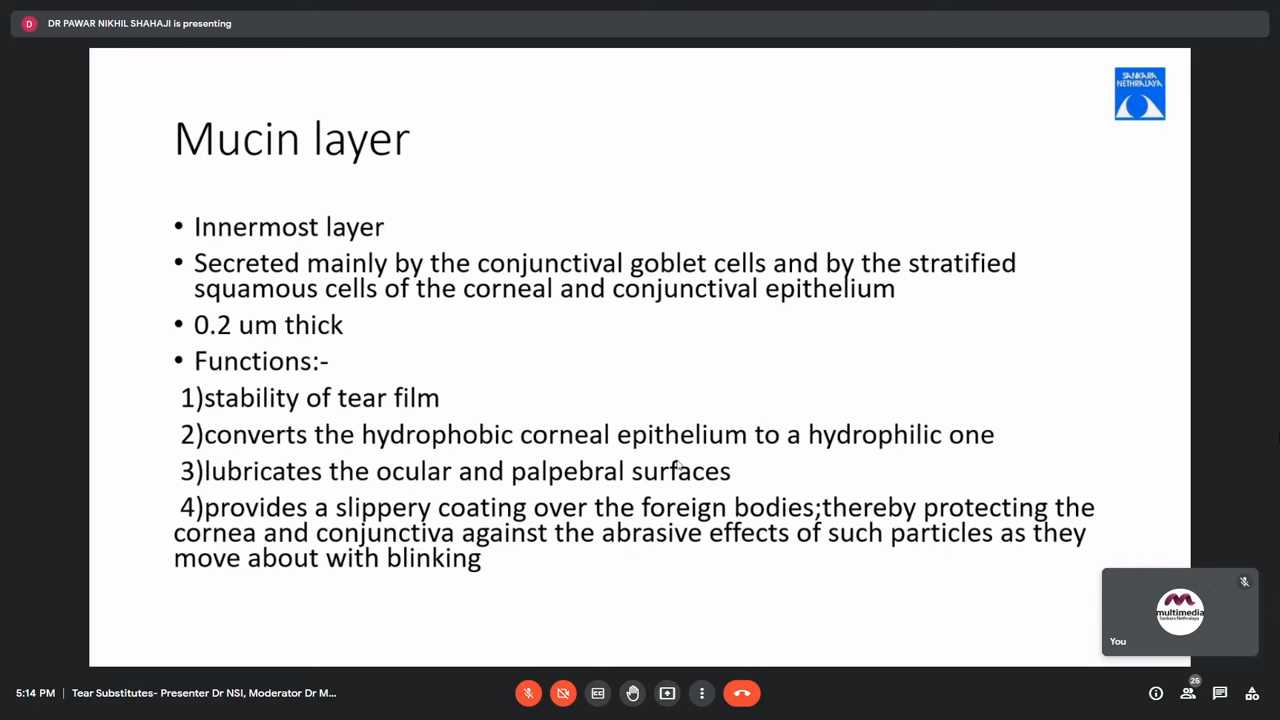 D DR PAWAR NIKHIL SHAHAJI is presenting
SANKARA
NETHRALAYA
Mucin layer
• Innermost layer
• Secreted mainly by the conjunctival goblet cells and by the stratified
squamous cells of the corneal and conjunctival epithelium
• 0.2 um thick
• Functions:-
1)stability of tear film
2)converts the hydrophobic corneal epithelium to a hydrophilic one
3)lubricates the ocular and palpebral surfaces
4)provides a slippery coating over the foreign bodies;thereby protecting the
cornea and conjunctiva against the abrasive effects of such particles as they
move about with blinking
multimedia
Sankara Nethralaya
You
5:14 PM | Tear Substitutes- Presenter Dr NSI, Moderator Dr M...
25